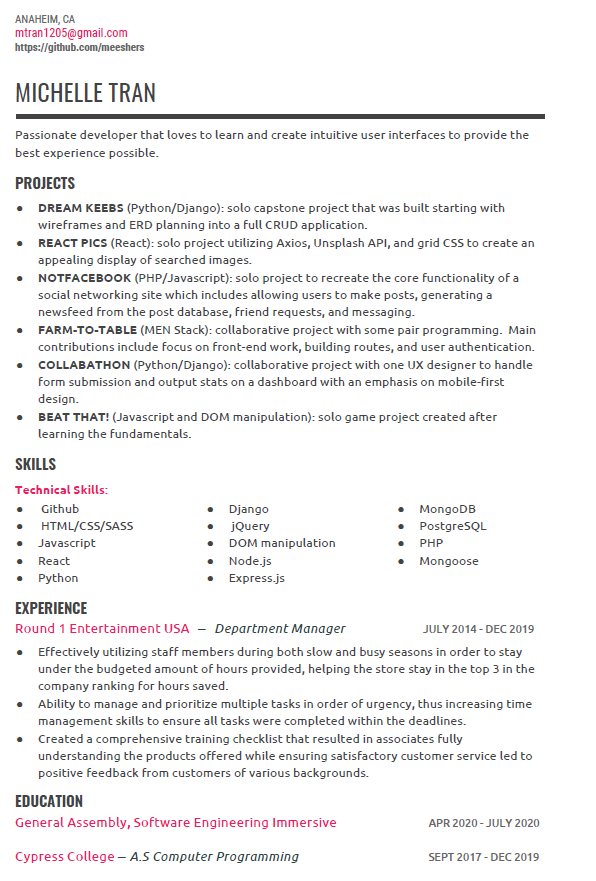 ANAHEIM, CA
mtran1205@gmail.com
https://github.com/meeshers
MICHELLE TRAN
Passionate developer that loves to learn and create intuitive user interfaces to provide the
best experience possible.
PROJECTS
● DREAM KEEBS (Python/Django): solo capstone project that was built starting with
wireframes and ERD planning into a full CRUD application.
● REACT PICS (React): solo project utilizing Axios, Unsplash API, and grid CSS to create an
appealing display of searched images.
● NOTFACEBOOK (PHP/Javascript): solo project to recreate the core functionality of a
social networking site which includes allowing users to make posts, generating a
newsfeed from the post database, friend requests, and messaging.
● FARM-TO-TABLE (MEN Stack): collaborative project with some pair programming. Main
contributions include focus on front-end work, building routes, and user authentication.
● COLLABATHON (Python/Django): collaborative project with one UX designer to handle
form submission and output stats on a dashboard with an emphasis on mobile-first
design.
● BEAT THAT! (Javascript and DOM manipulation): solo game project created after
learning the fundamentals.
SKILLS
Technical Skills:
● Github
● HTML/CSS/SASS
● Javascript
● React
● Python
● Django
● jQuery
● DOM manipulation
● Node.js
● Express.js
● MongoDB
● PostgreSQL
● PHP
● Mongoose
EXPERIENCE
Round 1 Entertainment USA — Department Manager JULY 2014 - DEC 2019
● Effectively utilizing staff members during both slow and busy seasons in order to stay
under the budgeted amount of hours provided, helping the store stay in the top 3 in the
company ranking for hours saved.
● Ability to manage and prioritize multiple tasks in order of urgency, thus increasing time
management skills to ensure all tasks were completed within the deadlines.
● Created a comprehensive training checklist that resulted in associates fully
understanding the products offered while ensuring satisfactory customer service led to
positive feedback from customers of various backgrounds.
EDUCATION
General Assembly, Software Engineering Immersive APR 2020 - JULY 2020
Cypress College – A.S Computer Programming SEPT 2017 - DEC 2019